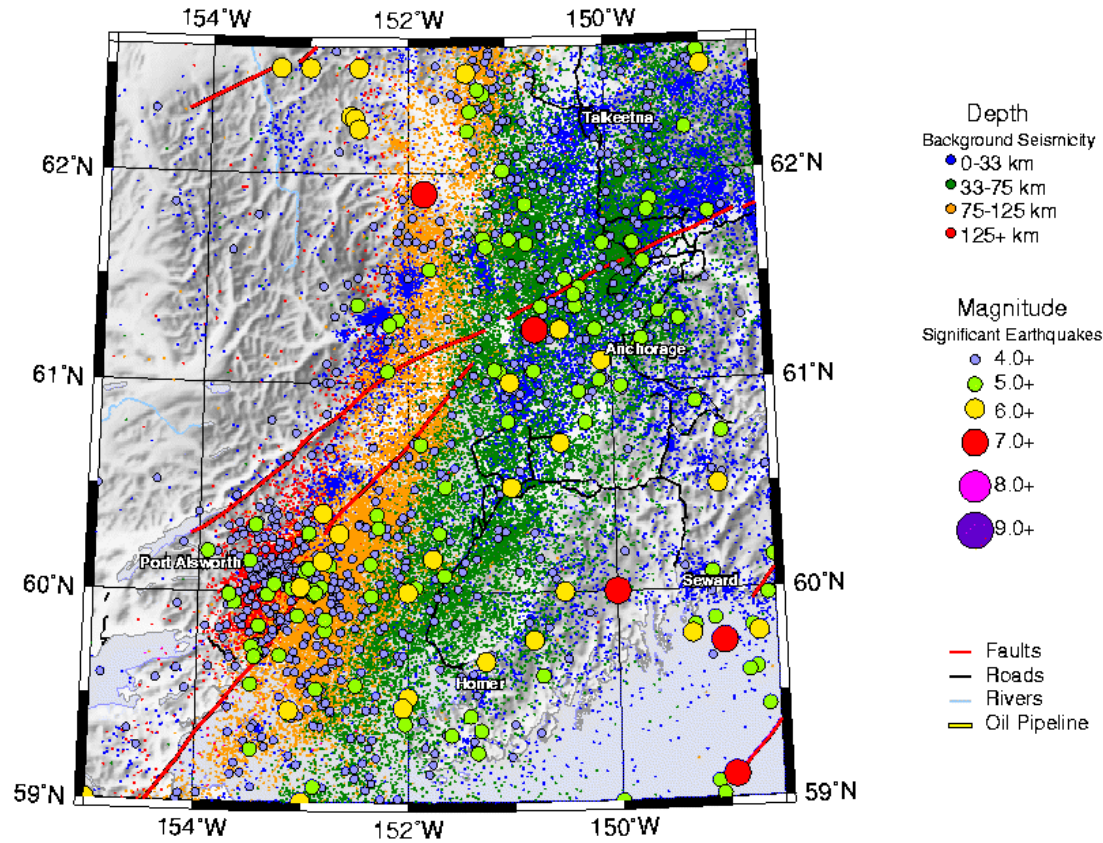 154˚W 152˚W 150˚W
Talkeetna
62˚N 62˚N
Anchorage
61˚N 61˚N
Port Alsworth
60˚N Seward 60˚N
Homer
59˚N 59˚N
154˚W 152˚W 150˚W
Depth
Background Seismicity
0-33 km
33-75 km
75-125 km
125+ km
Magnitude
Significant Earthquakes
4.0+
5.0+
6.0+
7.0+
8.0+
9.0+
Faults
Roads
Rivers
Oil Pipeline